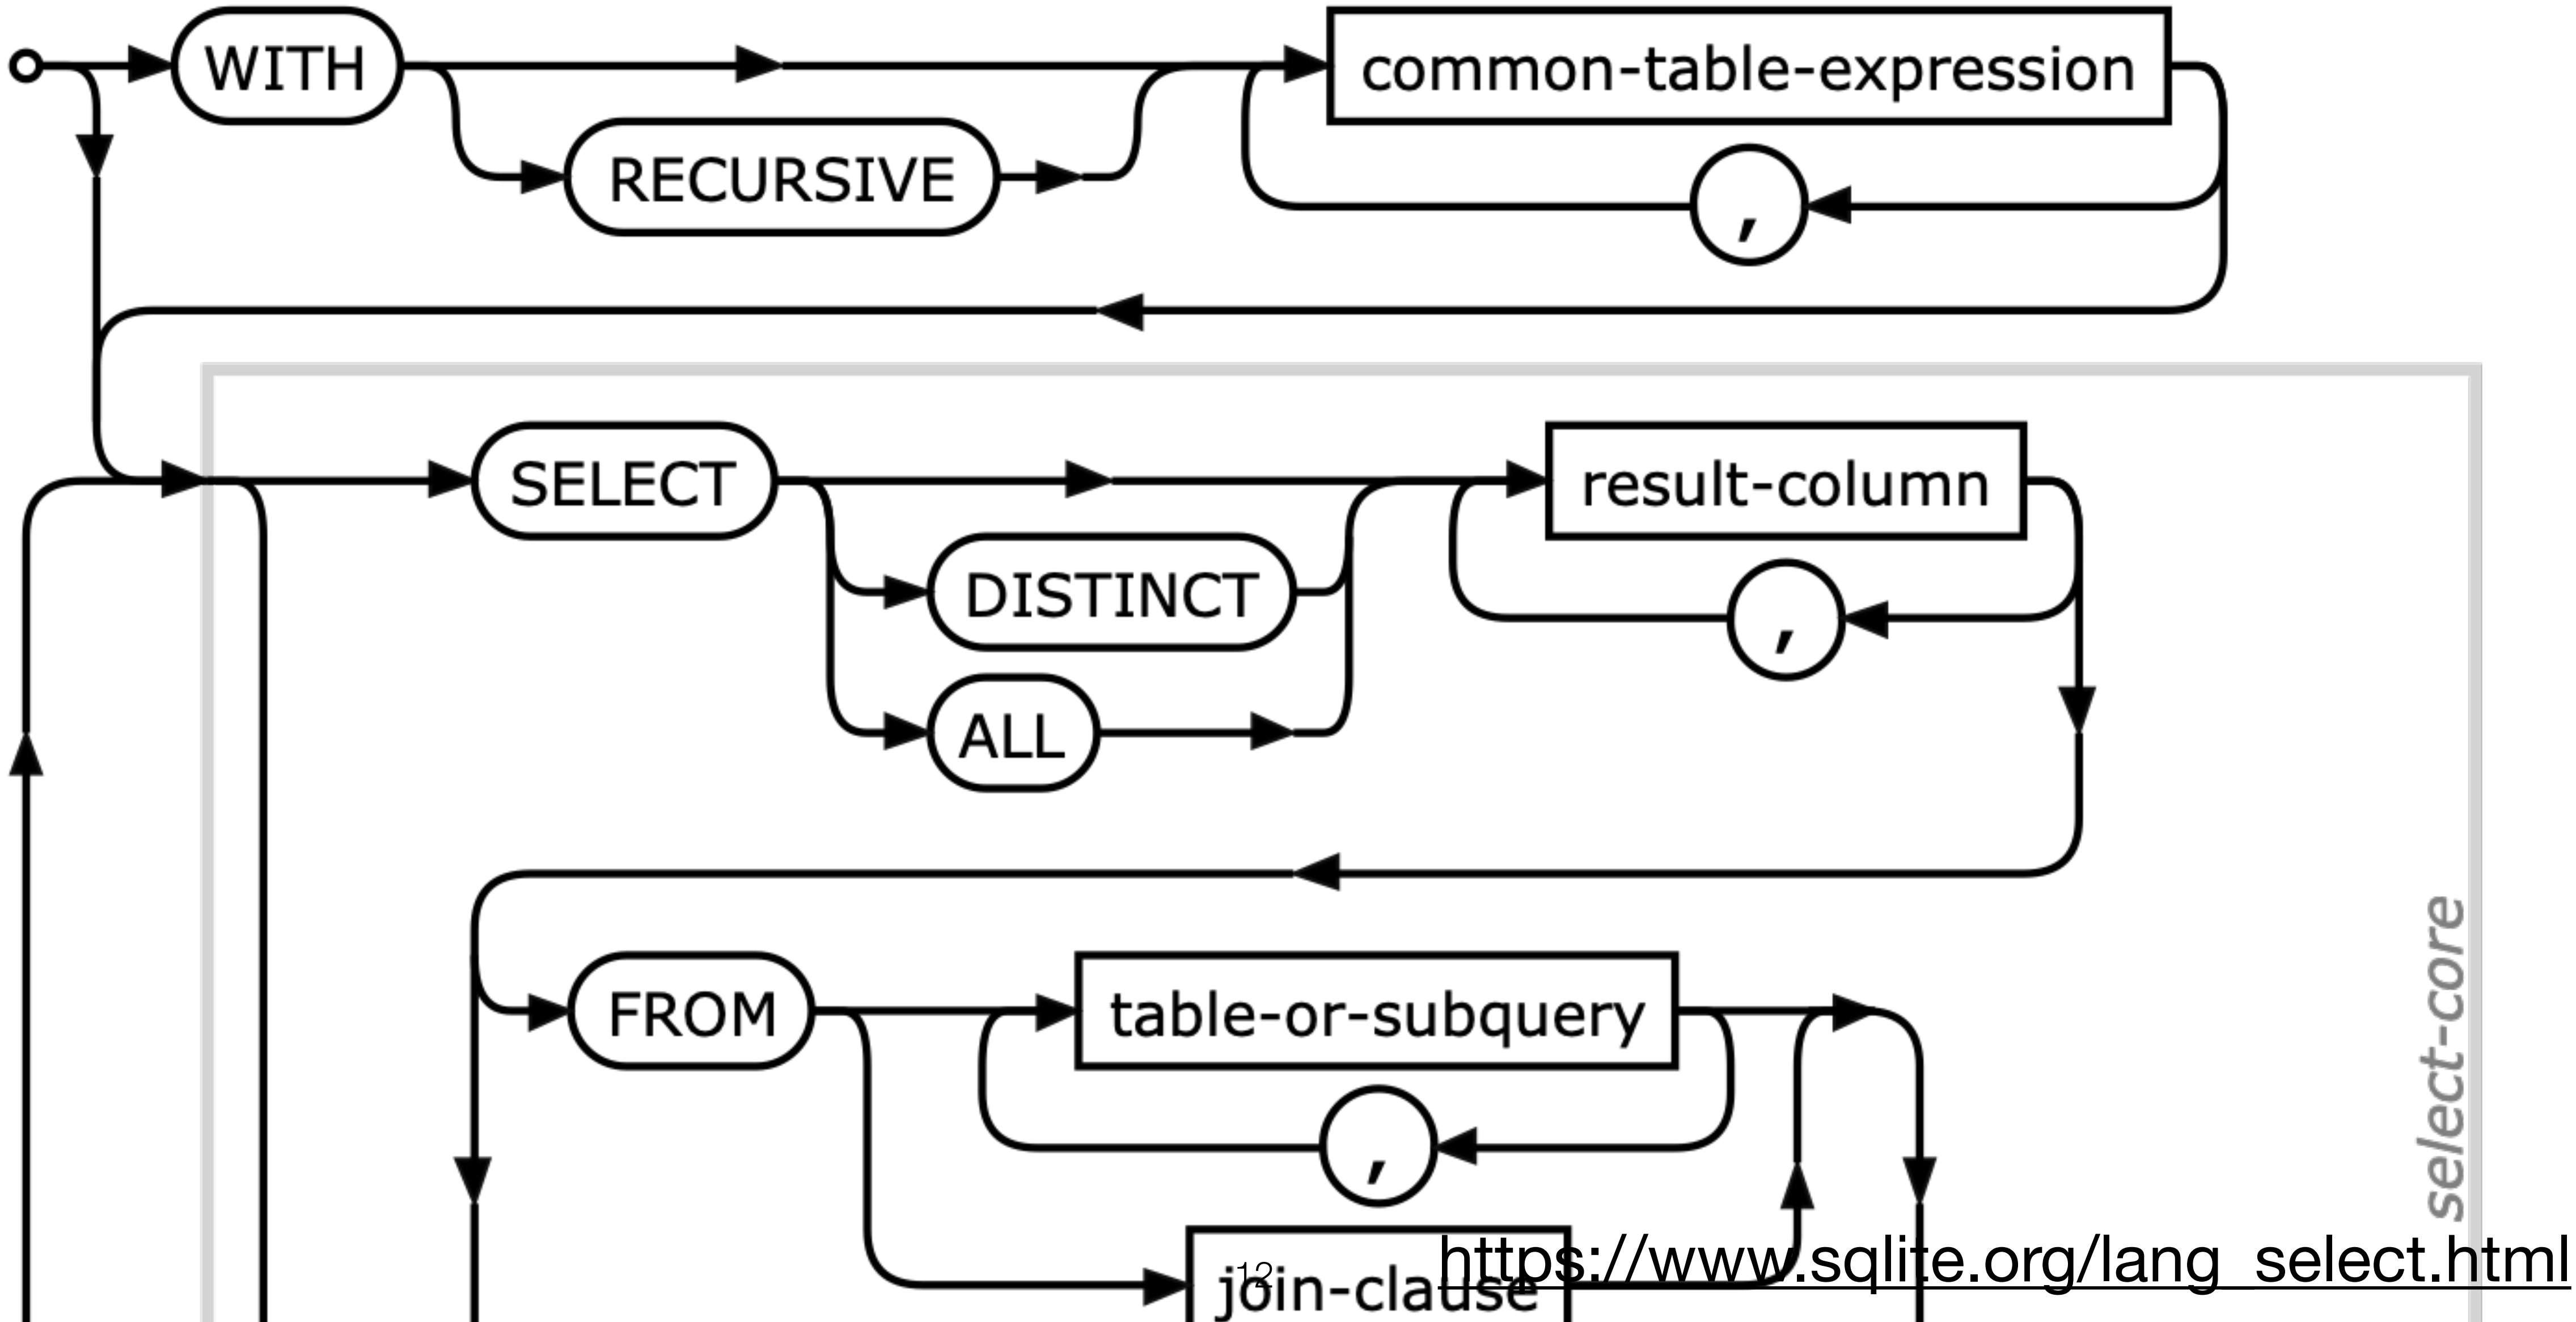 WITH
common-table-expression
RECURSIVE
,
SELECT
result-column
DISTINCT
,
ALL
FROM
table-or-subquery
,
select-core
join-clause
12
https://www.sqlite.org/lang_select.html